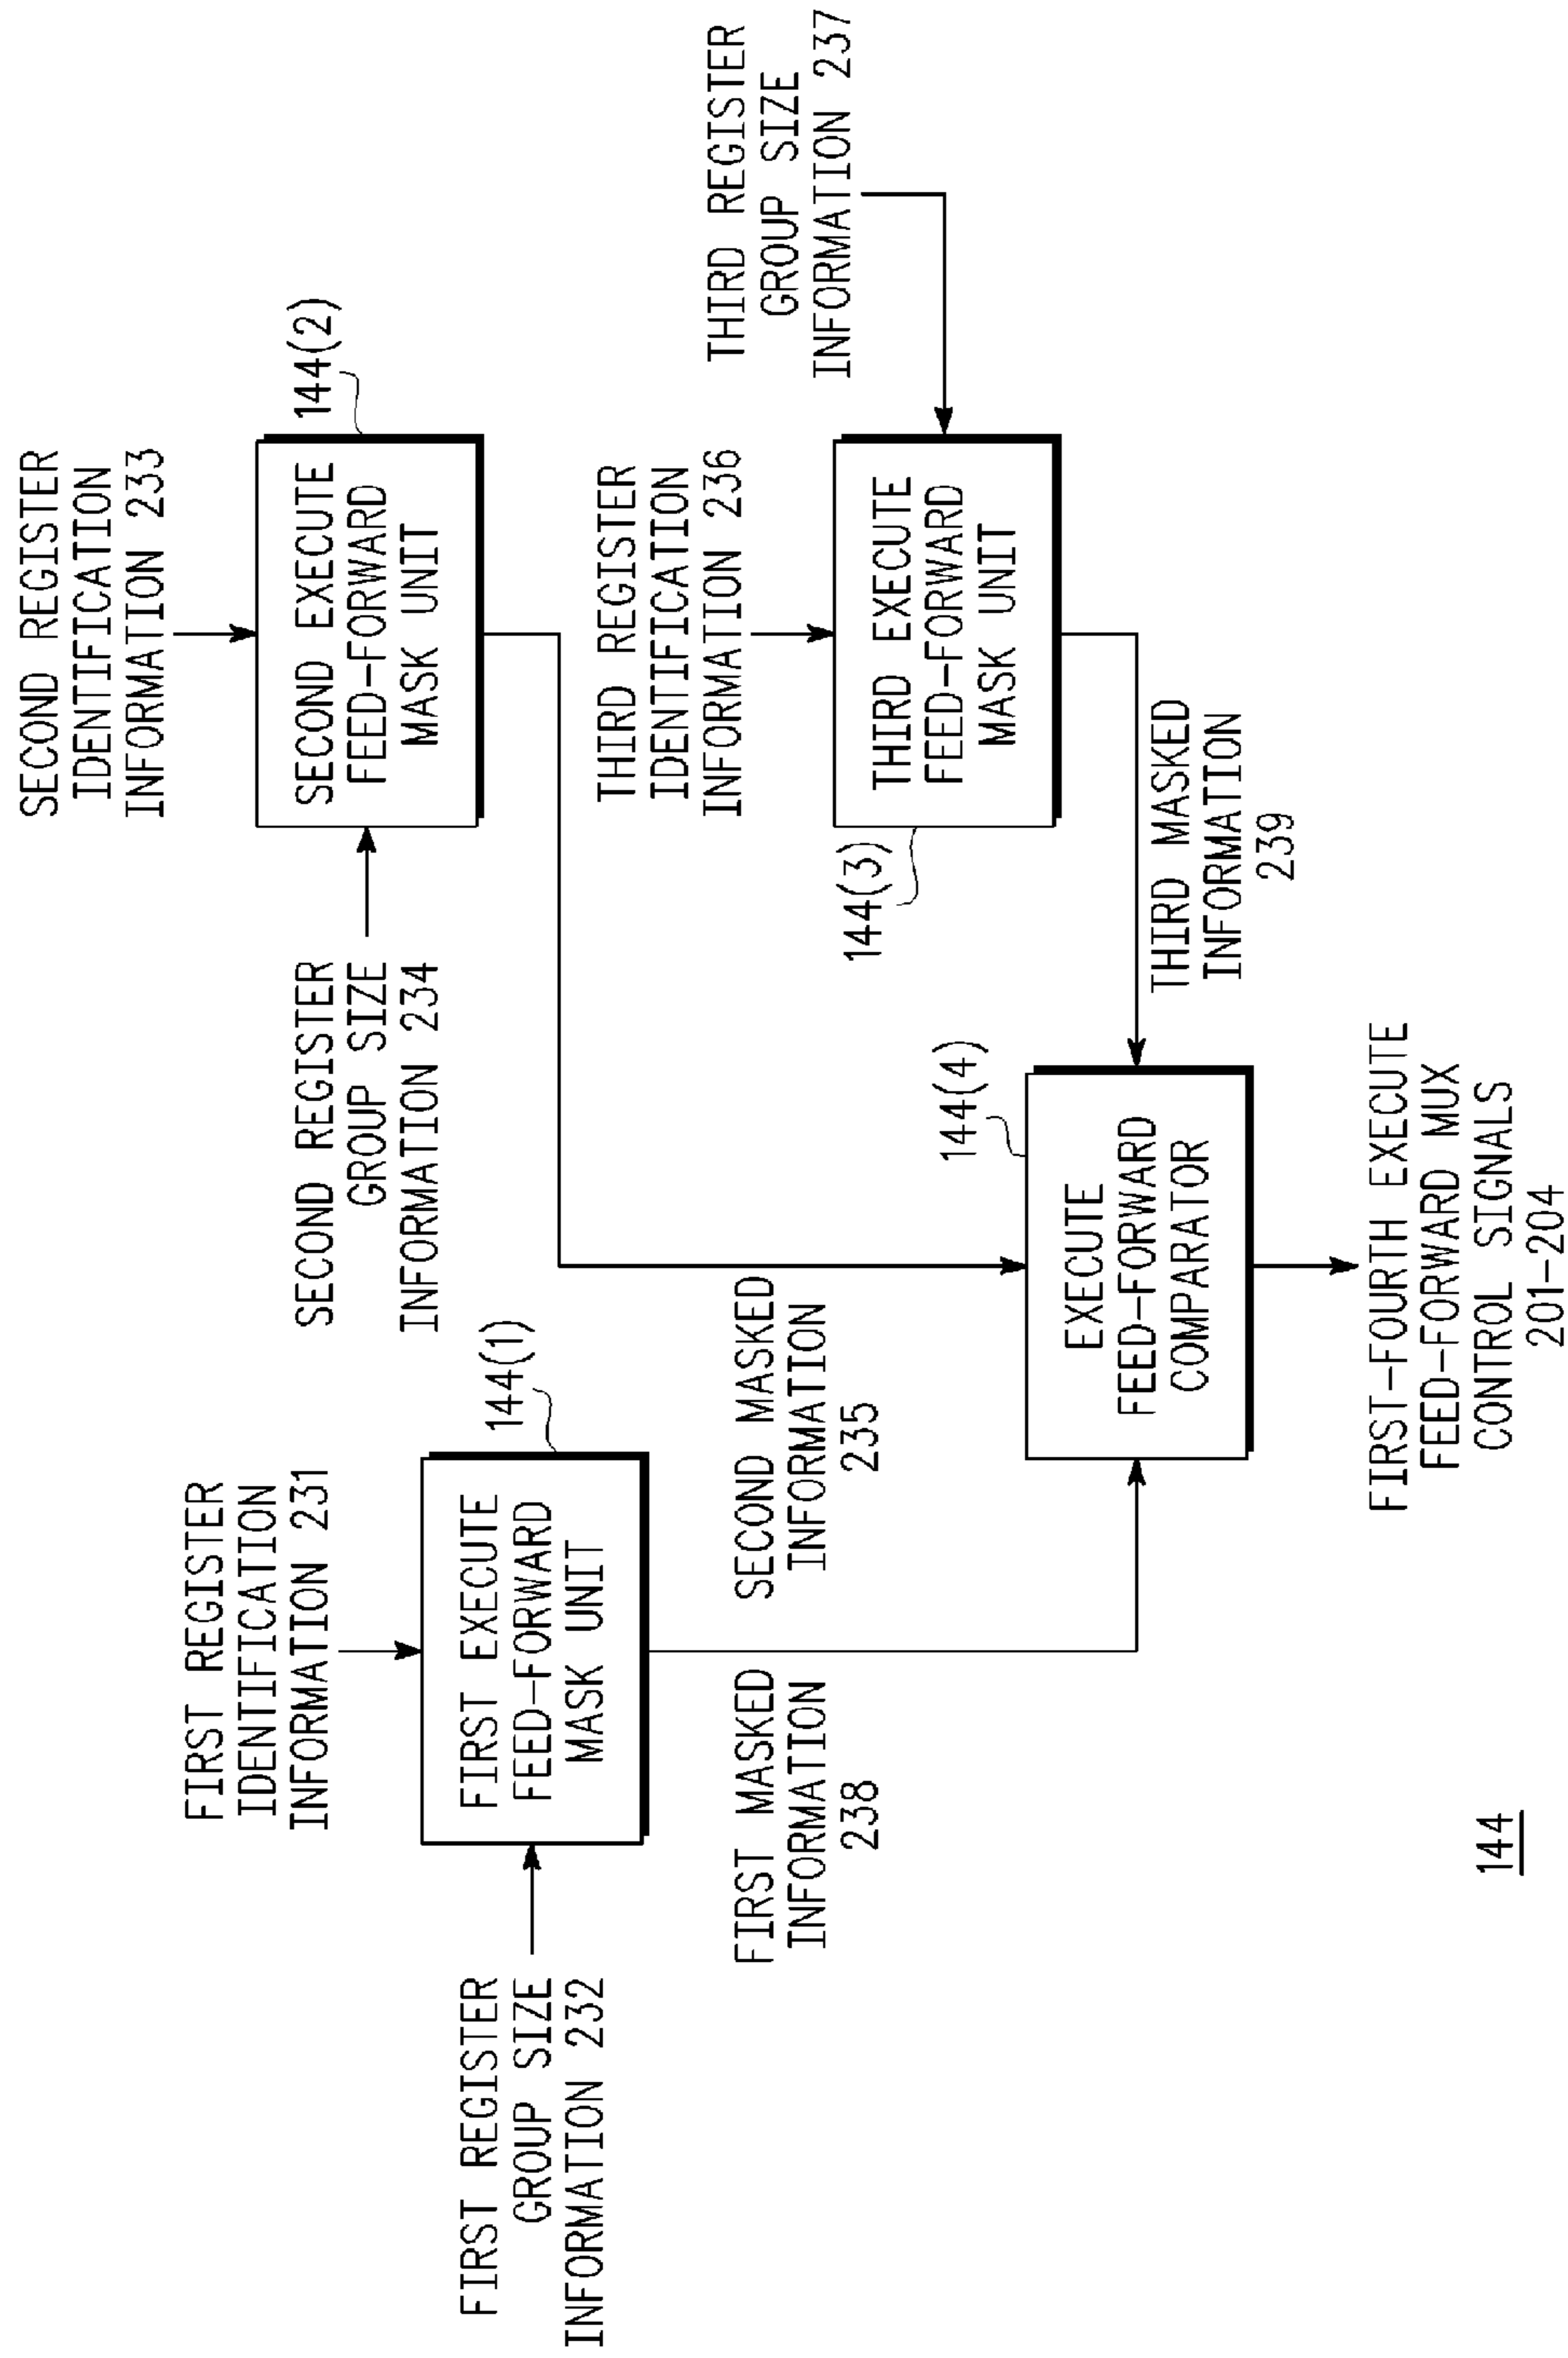 SECOND REGISTER
IDENTIFICATION
INFORMATION 233
FIRST REGISTER
IDENTIFICATION
INFORMATION 231
SECOND REGISTER
GROUP SIZE
INFORMATION 234
SECOND EXECUTE
FEED-FORWARD
MASK UNIT
144(2)
FIRST REGISTER
GROUP SIZE
INFORMATION 232
FIRST EXECUTE
FEED-FORWARD
MASK UNIT
144(1)
THIRD REGISTER
IDENTIFICATION
INFORMATION 236
THIRD REGISTER
GROUP SIZE
INFORMATION 237
FIRST MASKED
INFORMATION
238
SECOND MASKED
INFORMATION
235
144(3)
THIRD EXECUTE
FEED-FORWARD
MASK UNIT
144(4)
EXECUTE
FEED-FORWARD
COMPARATOR
THIRD MASKED
INFORMATION
239
FIRST-FOURTH EXECUTE
FEED-FORWARD MUX
CONTROL SIGNALS
201-204
144